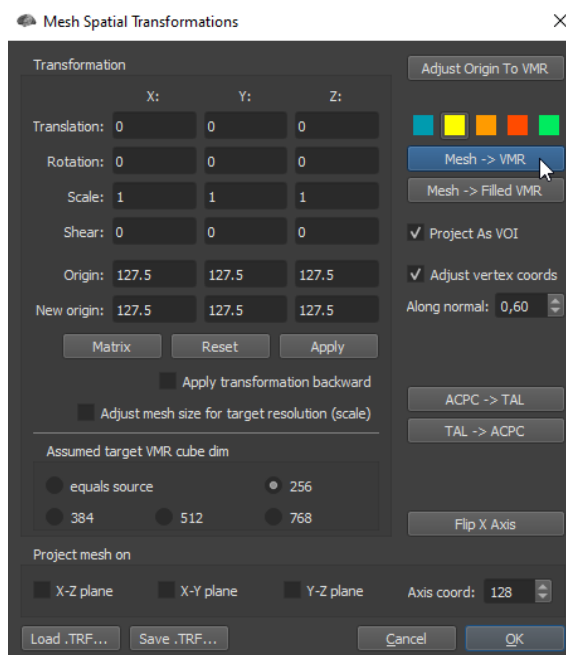 Mesh Spatial Transformations
Transformation
Adjust Origin To VMR
X: Y: Z:
Translation: 0 0 0
Rotation: 0 0 0
Mesh -> VMR
Scale: 1 1 1
Mesh -> Filled VMR
Shear: 0 0 0
Project As VOI
Origin: 127.5 127.5 127.5
Adjust vertex coords
New origin: 127.5 127.5 127.5
Along normal: 0,60
Matrix Reset Apply
Apply transformation backward
Adjust mesh size for target resolution (scale)
ACPC -> TAL
TAL -> ACPC
Assumed target VMR cube dim
equals source 256
384 512 768
Flip X Axis
Project mesh on
X-Z plane X-Y plane Y-Z plane
Axis coord: 128
Load .TRF... Save .TRF... Cancel OK